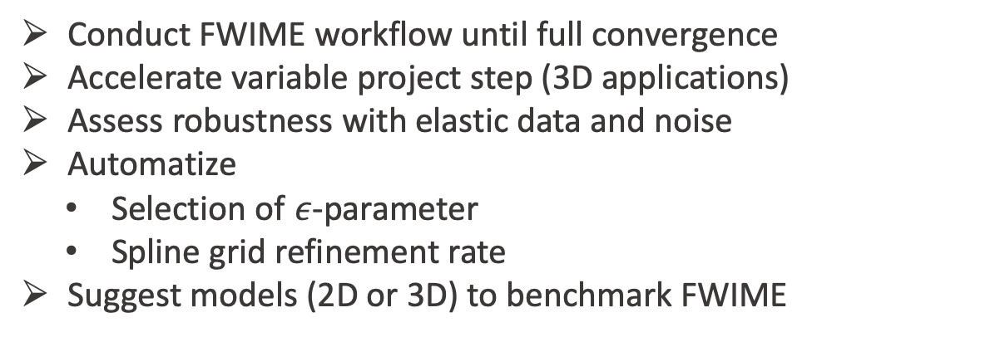 ➢ Conduct FWIME workflow until full convergence
➢ Accelerate variable project step (3D applications)
➢ Assess robustness with elastic data and noise
➢ Automatize
• Selection of ϵ-parameter
• Spline grid refinement rate
➢ Suggest models (2D or 3D) to benchmark FWIME